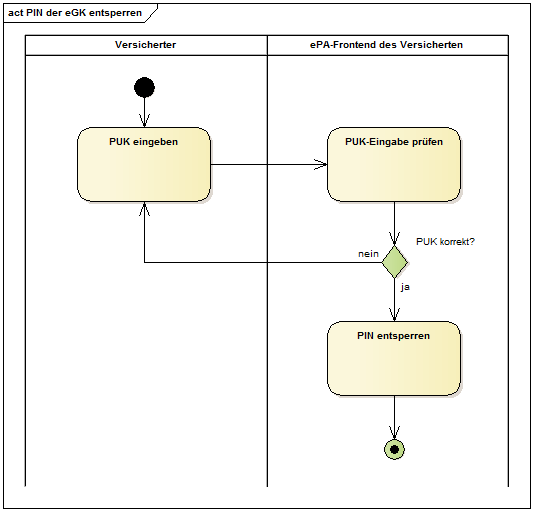 act PIN der eGK entsperren
Versicherter
ePA-Frontend des Versicherten
PUK eingeben
PUK-Eingabe prüfen
PUK korrekt?
nein
ja
PIN entsperren